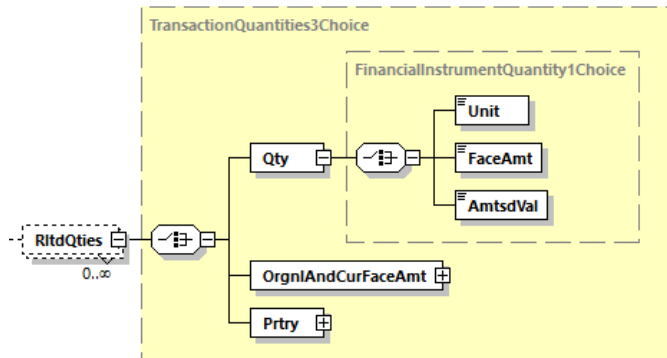 TransactionQuantities3Choice
FinancialInstrumentQuantity1Choice
Unit
Qty
FaceAmt
AmtsdVal
RltdQties
0..∞
OrgnlAndCurFaceAmt
Prtry